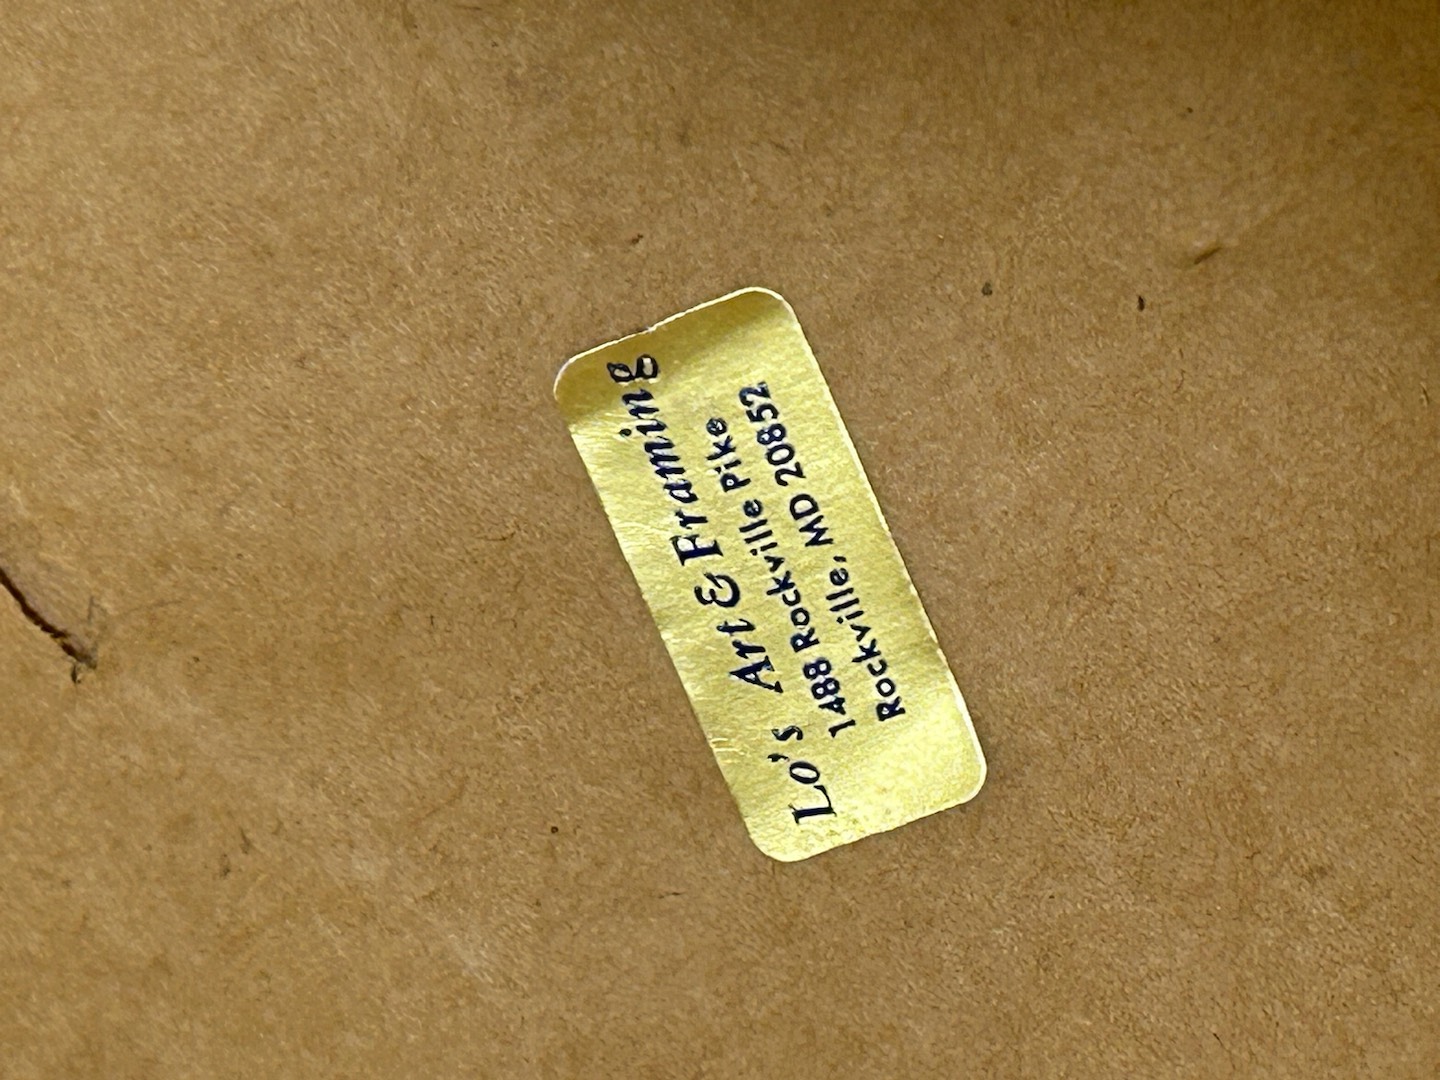 Lo's Art & Framing
1488 Rockville Pike
Rockville, MD 20852